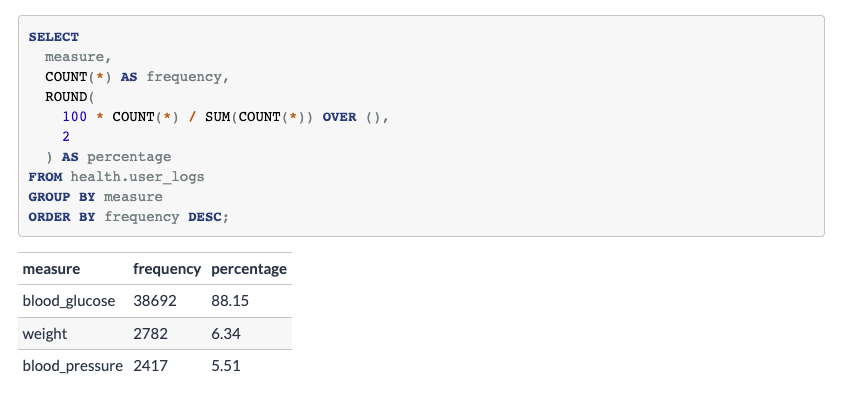 SELECT
measure,
COUNT(*) AS frequency,
ROUND(
100 * COUNT(*) / SUM(COUNT(*)) OVER (),
2
) AS percentage
FROM health.user_logs
GROUP BY measure
ORDER BY frequency DESC;
measure frequency percentage
blood_glucose 38692 88.15
weight 2782 6.34
blood_pressure 2417 5.51